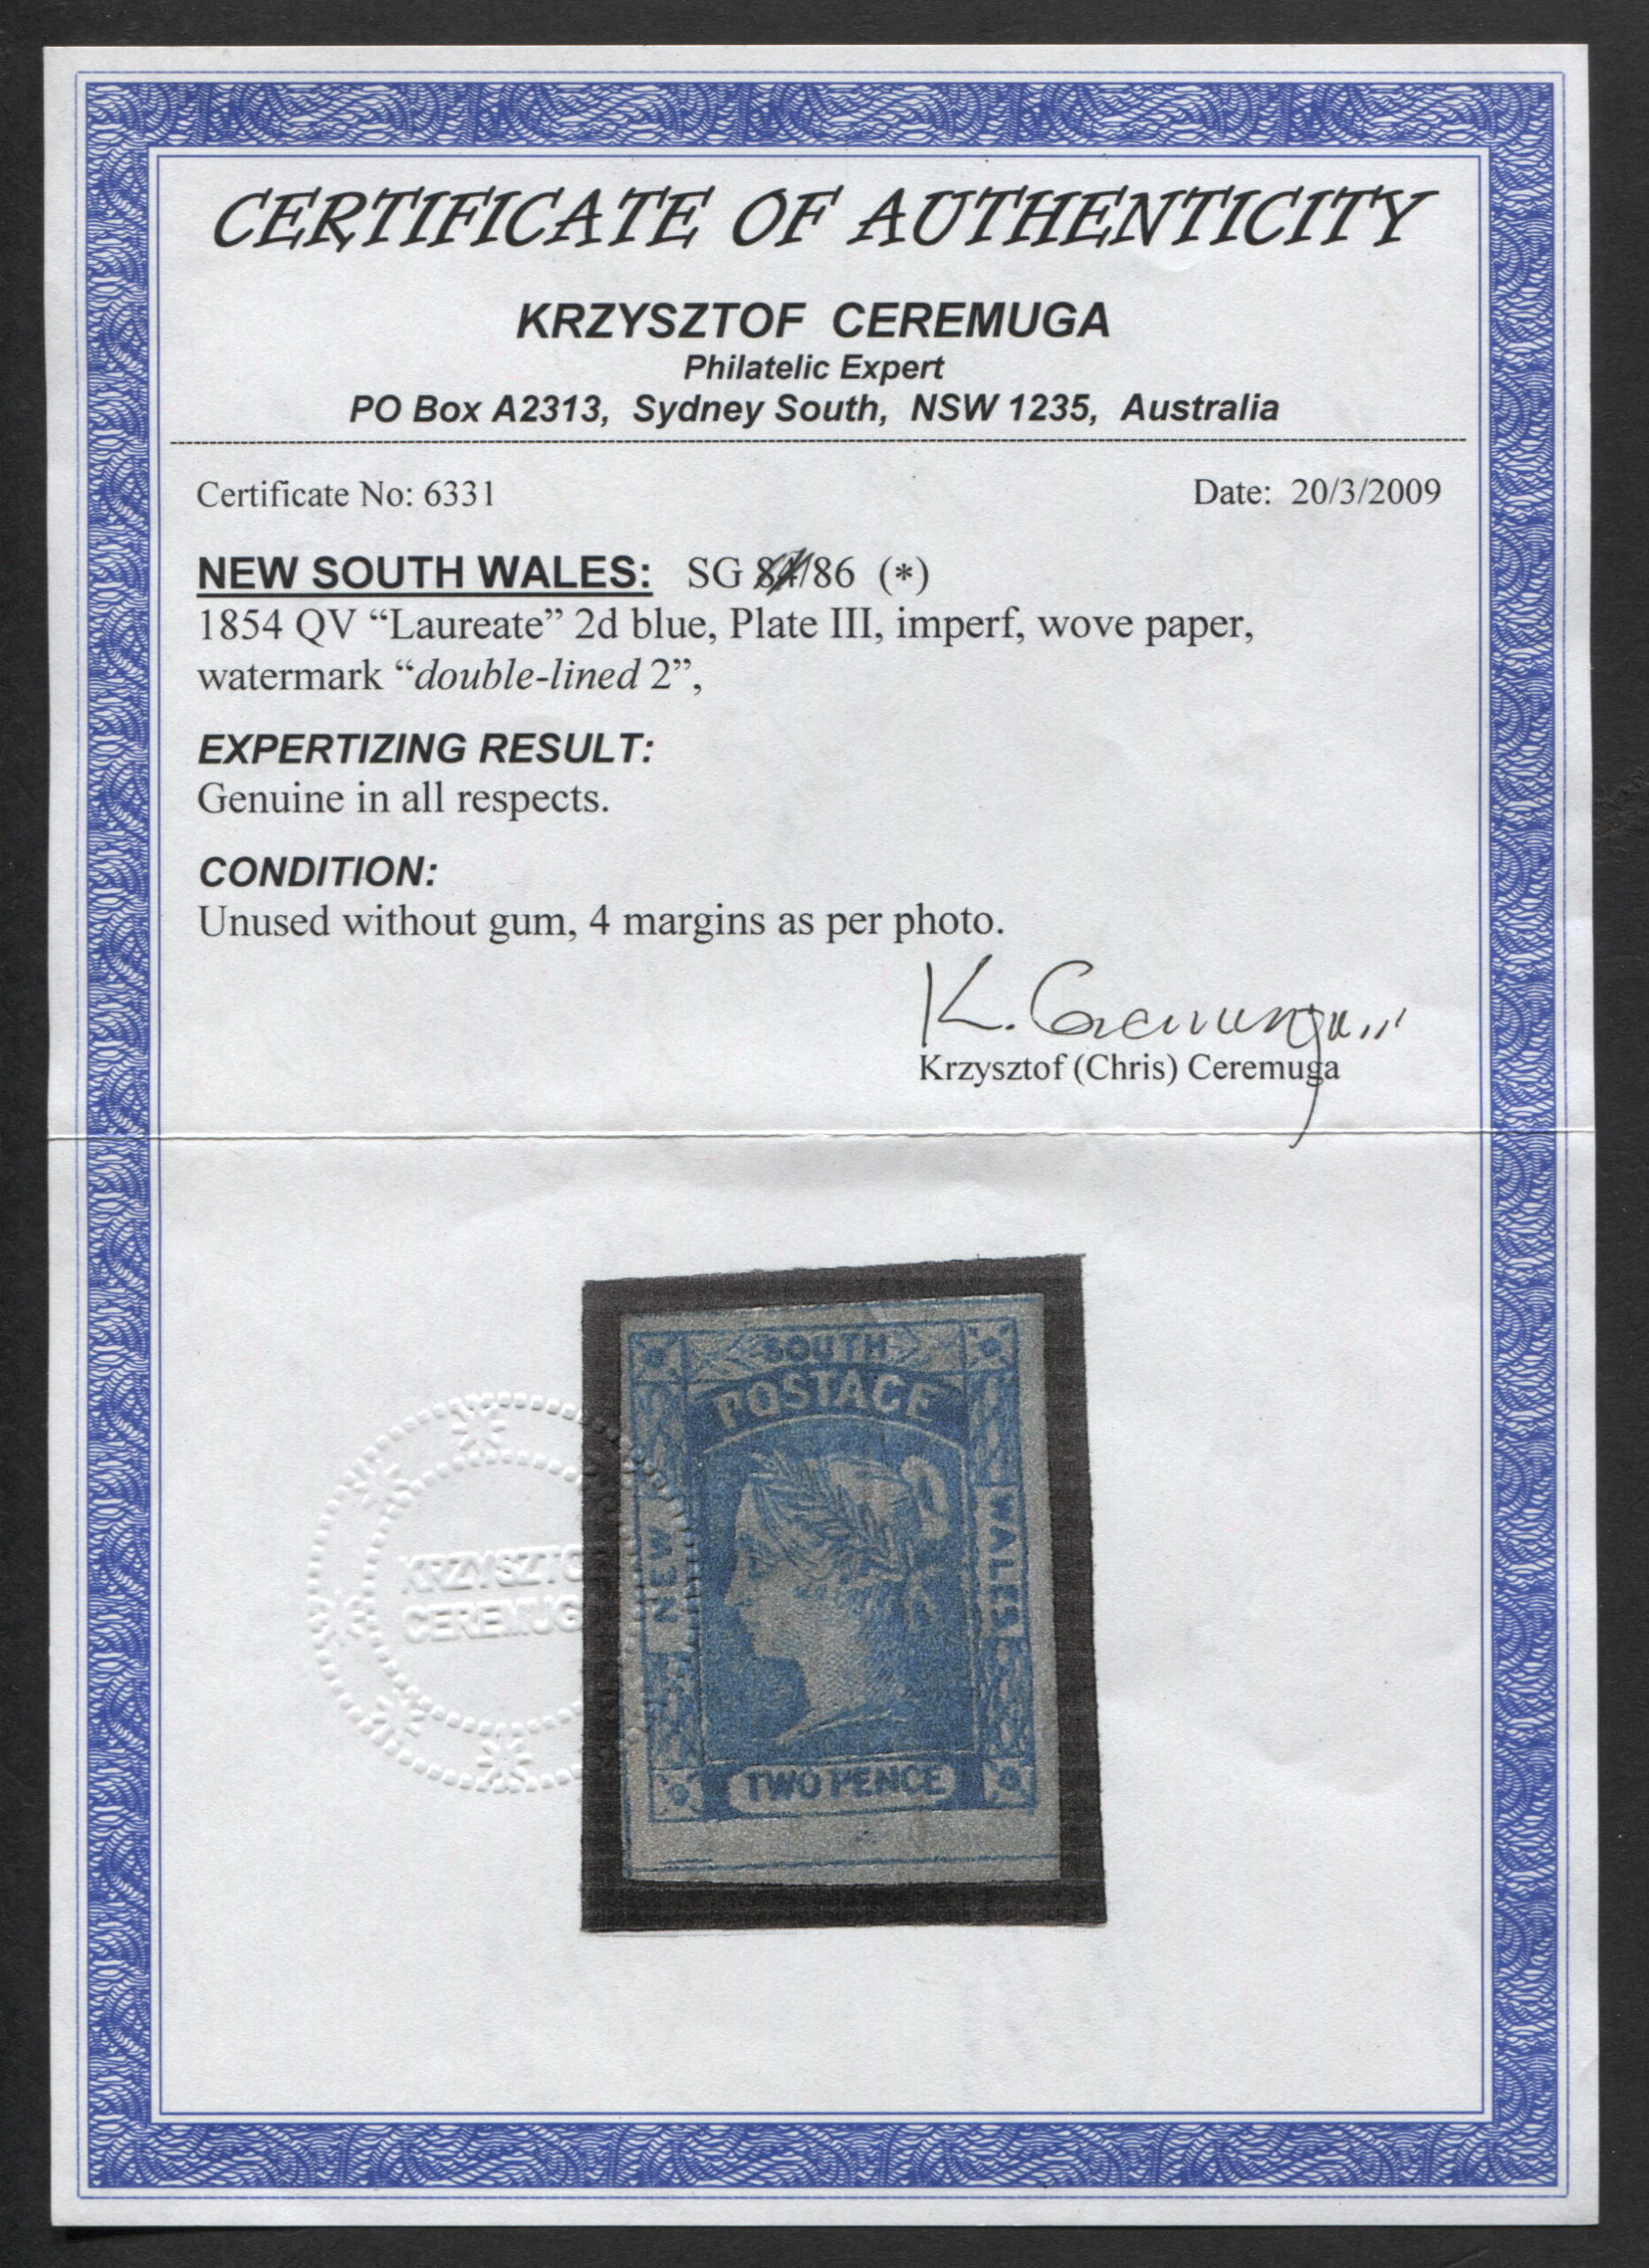 CERTIFICATE OF AUTHENTICITY
KRZYSZTOF CEREMUGA
Philatelic Expert
PO Box A2313, Sydney South, NSW 1235, Australia
Certificate No: 6331
Date: 20/3/2009
NEW SOUTH WALES: SG /86 (*)
1854 QV “Laureate” 2d blue, Plate III, imperf, wove paper,
watermark “double-lined 2”,
EXPERTIZING RESULT:
Genuine in all respects.
CONDITION:
Unused without gum, 4 margins as per photo.
K. Ceremuga
Krzysztof (Chris) Ceremuga
SOUTH
POSTAGE
NEW
WALES
TWO PENCE
KRZYSZTO
CEREMUG